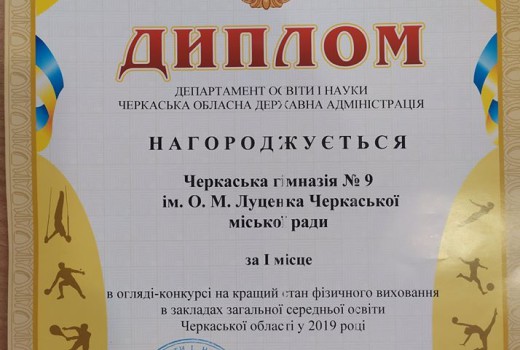 ДИПЛОМ
ДЕПАРТАМЕНТ ОСВІТИ І НАУКИ
ЧЕРКАСЬКА ОБЛАСНА ДЕРЖАВНА АДМІНІСТРАЦІЯ
НАГОРОДЖУЄТЬСЯ
Черкаська гімназія № 9
ім. О. М. Луценка Черкаської
міської ради
за І місце
в огляді-конкурсі на кращий стан фізичного виховання
в закладах загальної середньої освіти
Черкаської області у 2019 році